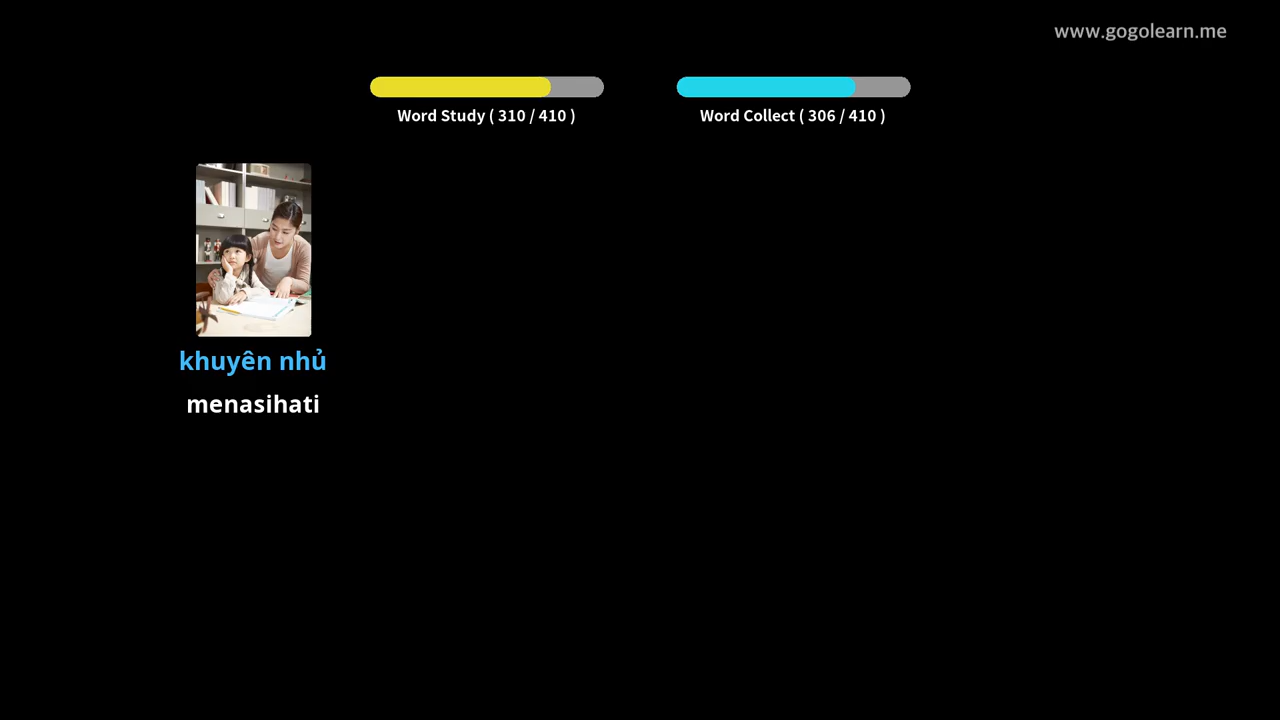 www.gogolearn.me
Word Study ( 310 / 410 )
Word Collect ( 306 / 410 )
khuyên nhủ
menasihati